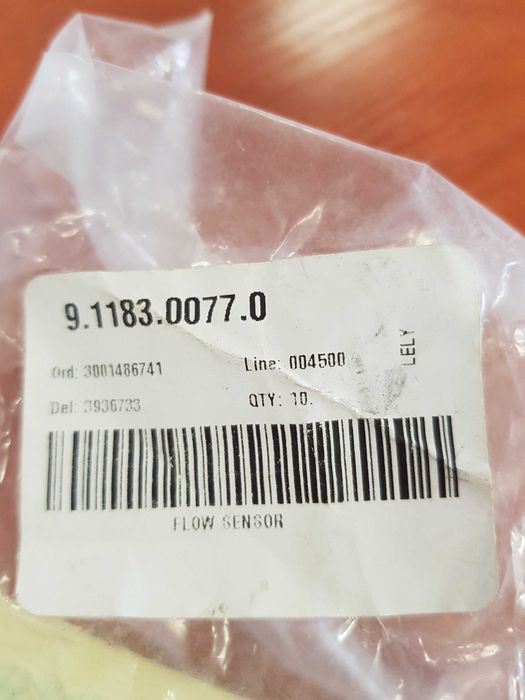 9.1183.0077.0
Ord: 3001486741 Line: 004500
Del: 3936733 QTY: 10.
LELY
FLOW SENSOR